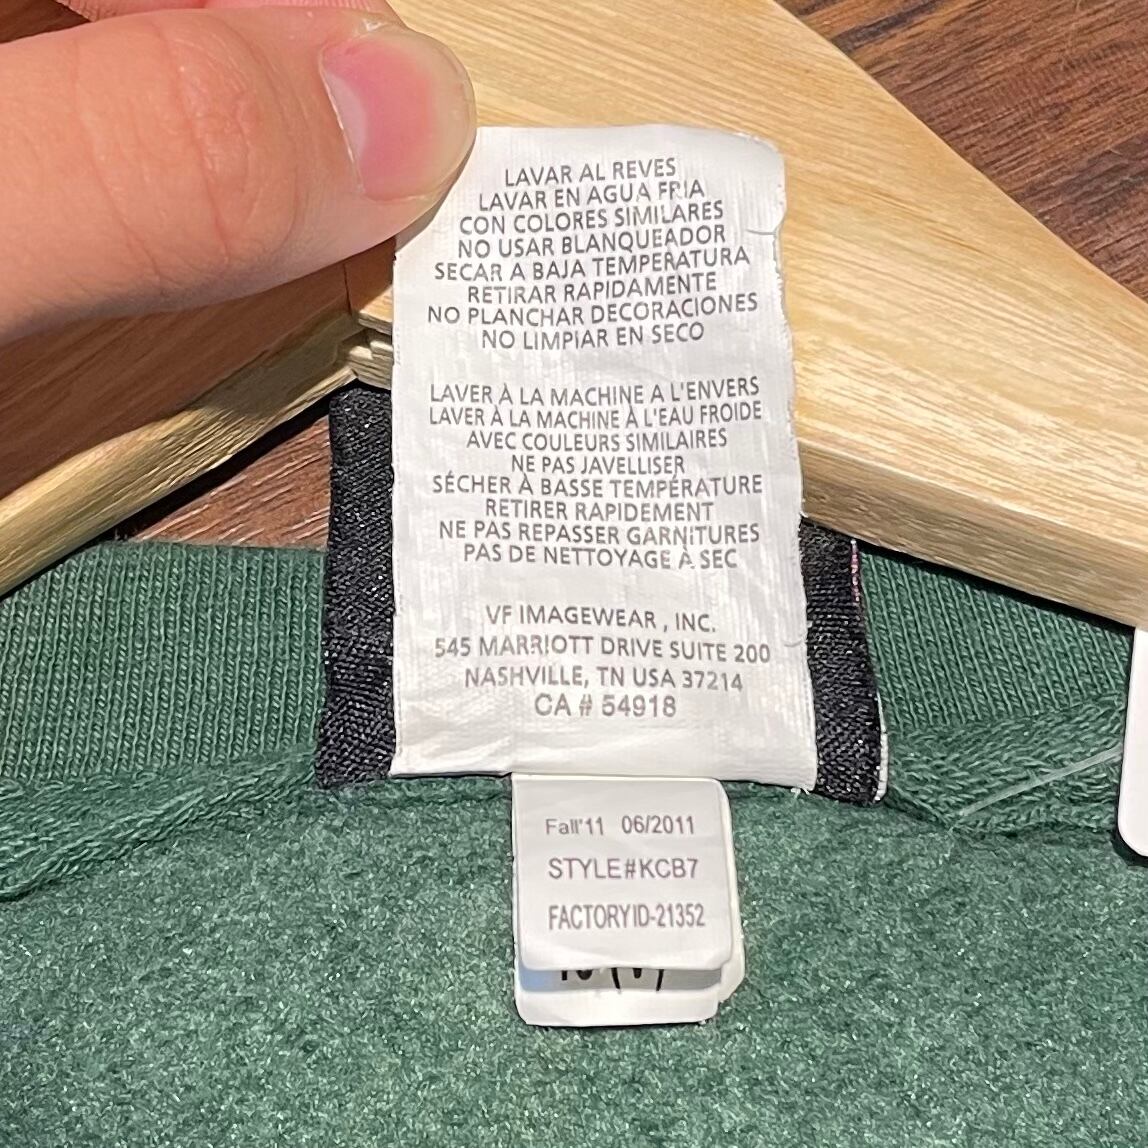 LAVAR AL REVES
LAVAR EN AGUA FRIA
CON COLORES SIMILARES
NO USAR BLANQUEADOR
SECAR A BAJA TEMPERATURA
RETIRAR RAPIDAMENTE
NO PLANCHAR DECORACIONES
NO LIMPIAR EN SECO
LAVER À LA MACHINE A L'ENVERS
LAVER À LA MACHINE À L'EAU FROIDE
AVEC COULEURS SIMILAIRES
NE PAS JAVELLISER
SÉCHER À BASSE TEMPÉRATURE
RETIRER RAPIDEMENT
NE PAS REPASSER GARNITURES
PAS DE NETTOYAGE À SEC
VF IMAGEWEAR, INC.
545 MARRIOTT DRIVE SUITE 200
NASHVILLE, TN USA 37214
CA # 54918
Fall'11 06/2011
STYLE#KCB7
FACTORY ID-21352